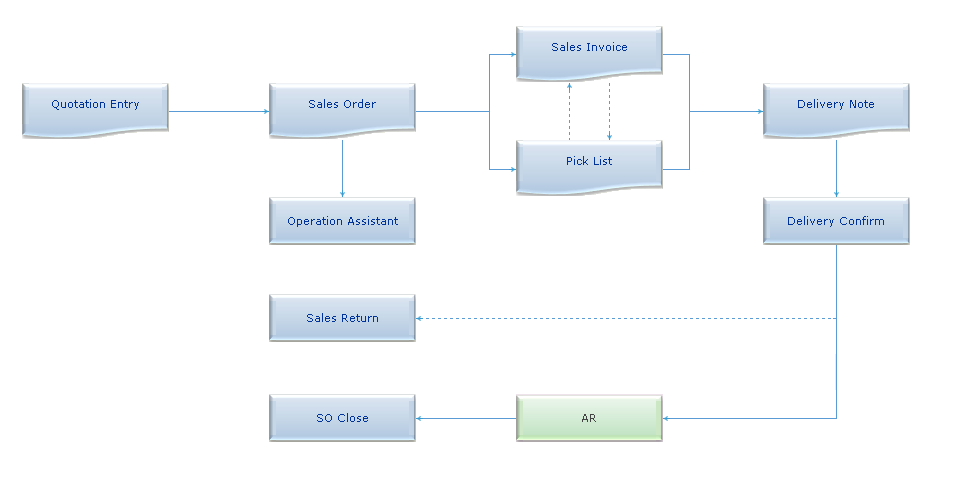 Sales Invoice
Quotation Entry
Sales Order
Delivery Note
Pick List
Operation Assistant
Delivery Confirm
Sales Return
SO Close
AR